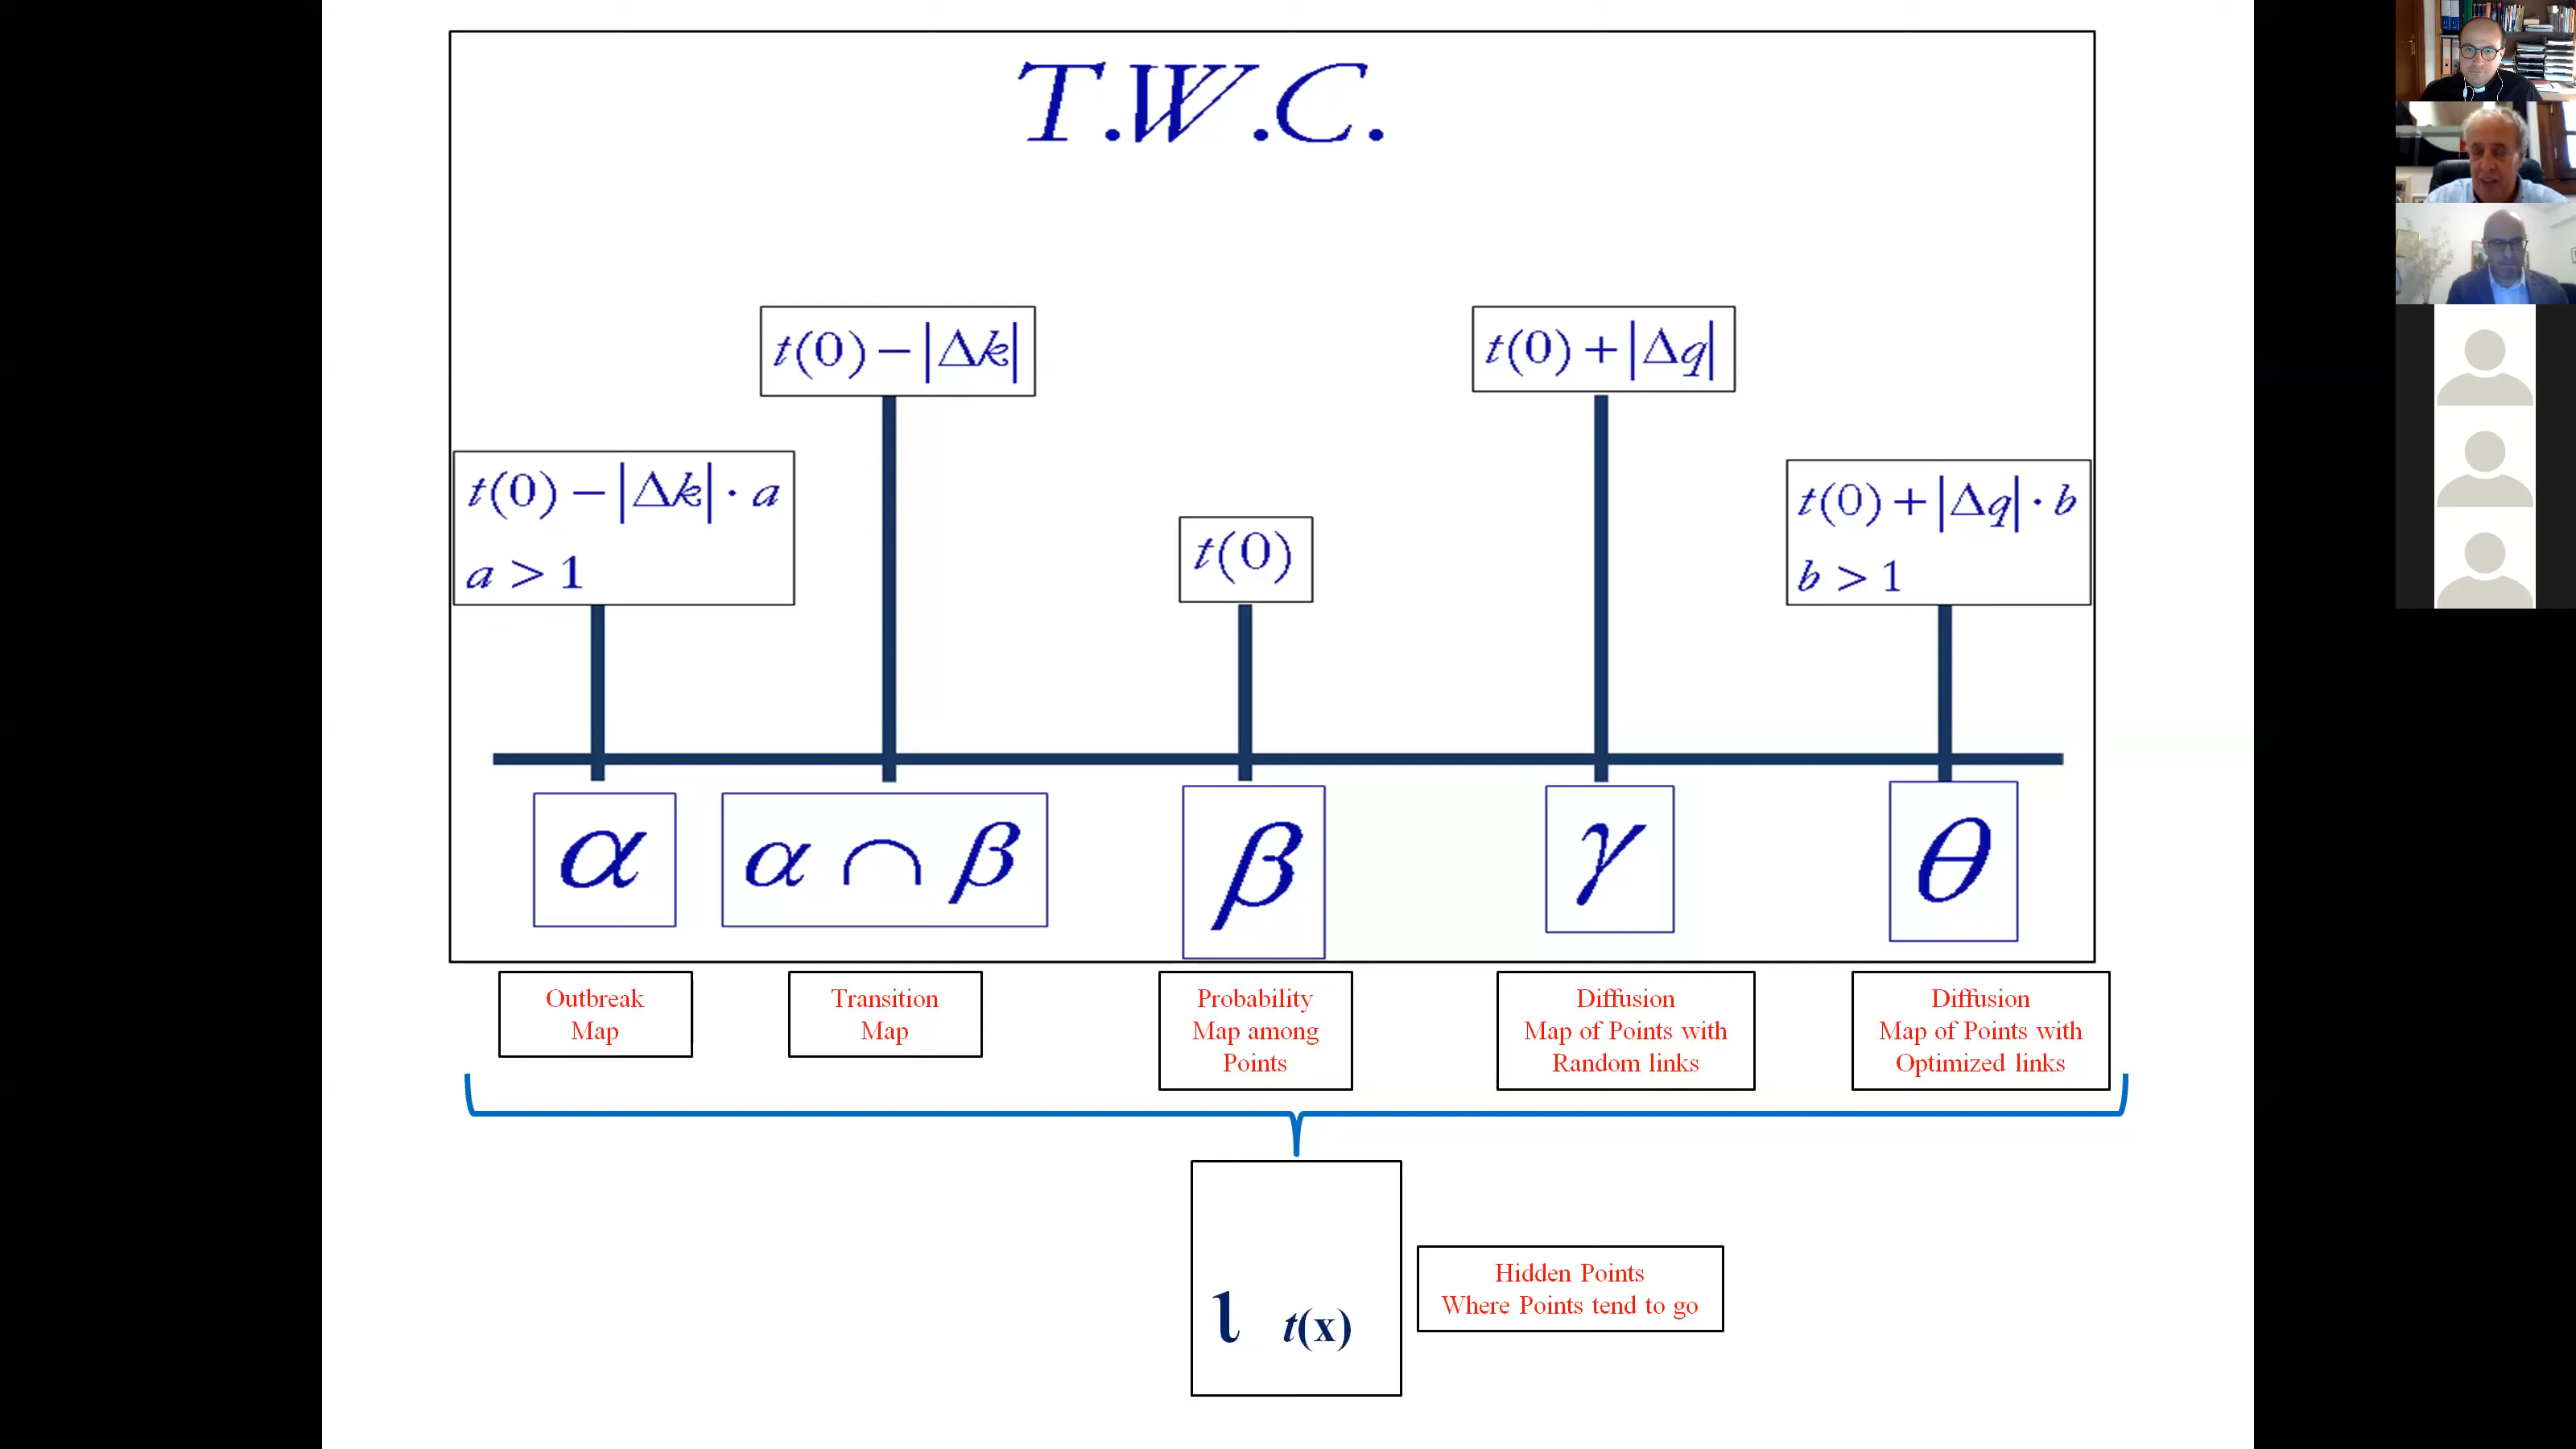 T.W.C.
t(0) − |Δk|
t(0) + |Δq|
t(0) − |Δk| · a
a > 1
t(0)
t(0) + |Δq| · b
b > 1
α
α ∩ β
β
γ
θ
Outbreak
Map
Transition
Map
Probability
Map among
Points
Diffusion
Map of Points with
Random links
Diffusion
Map of Points with
Optimized links
ι t(x)
Hidden Points
Where Points tend to go